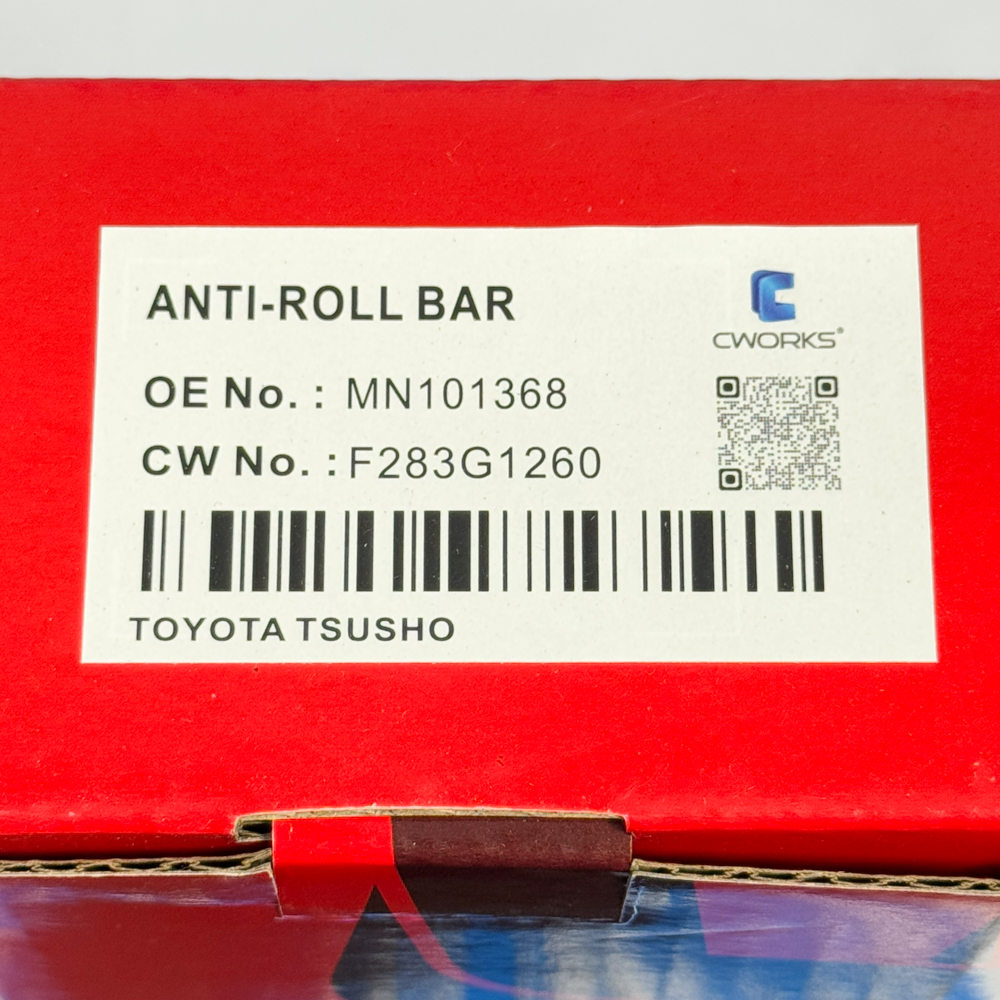 ANTI-ROLL BAR
CWORKS®
OE No. : MN101368
CW No. : F283G1260
TOYOTA TSUSHO